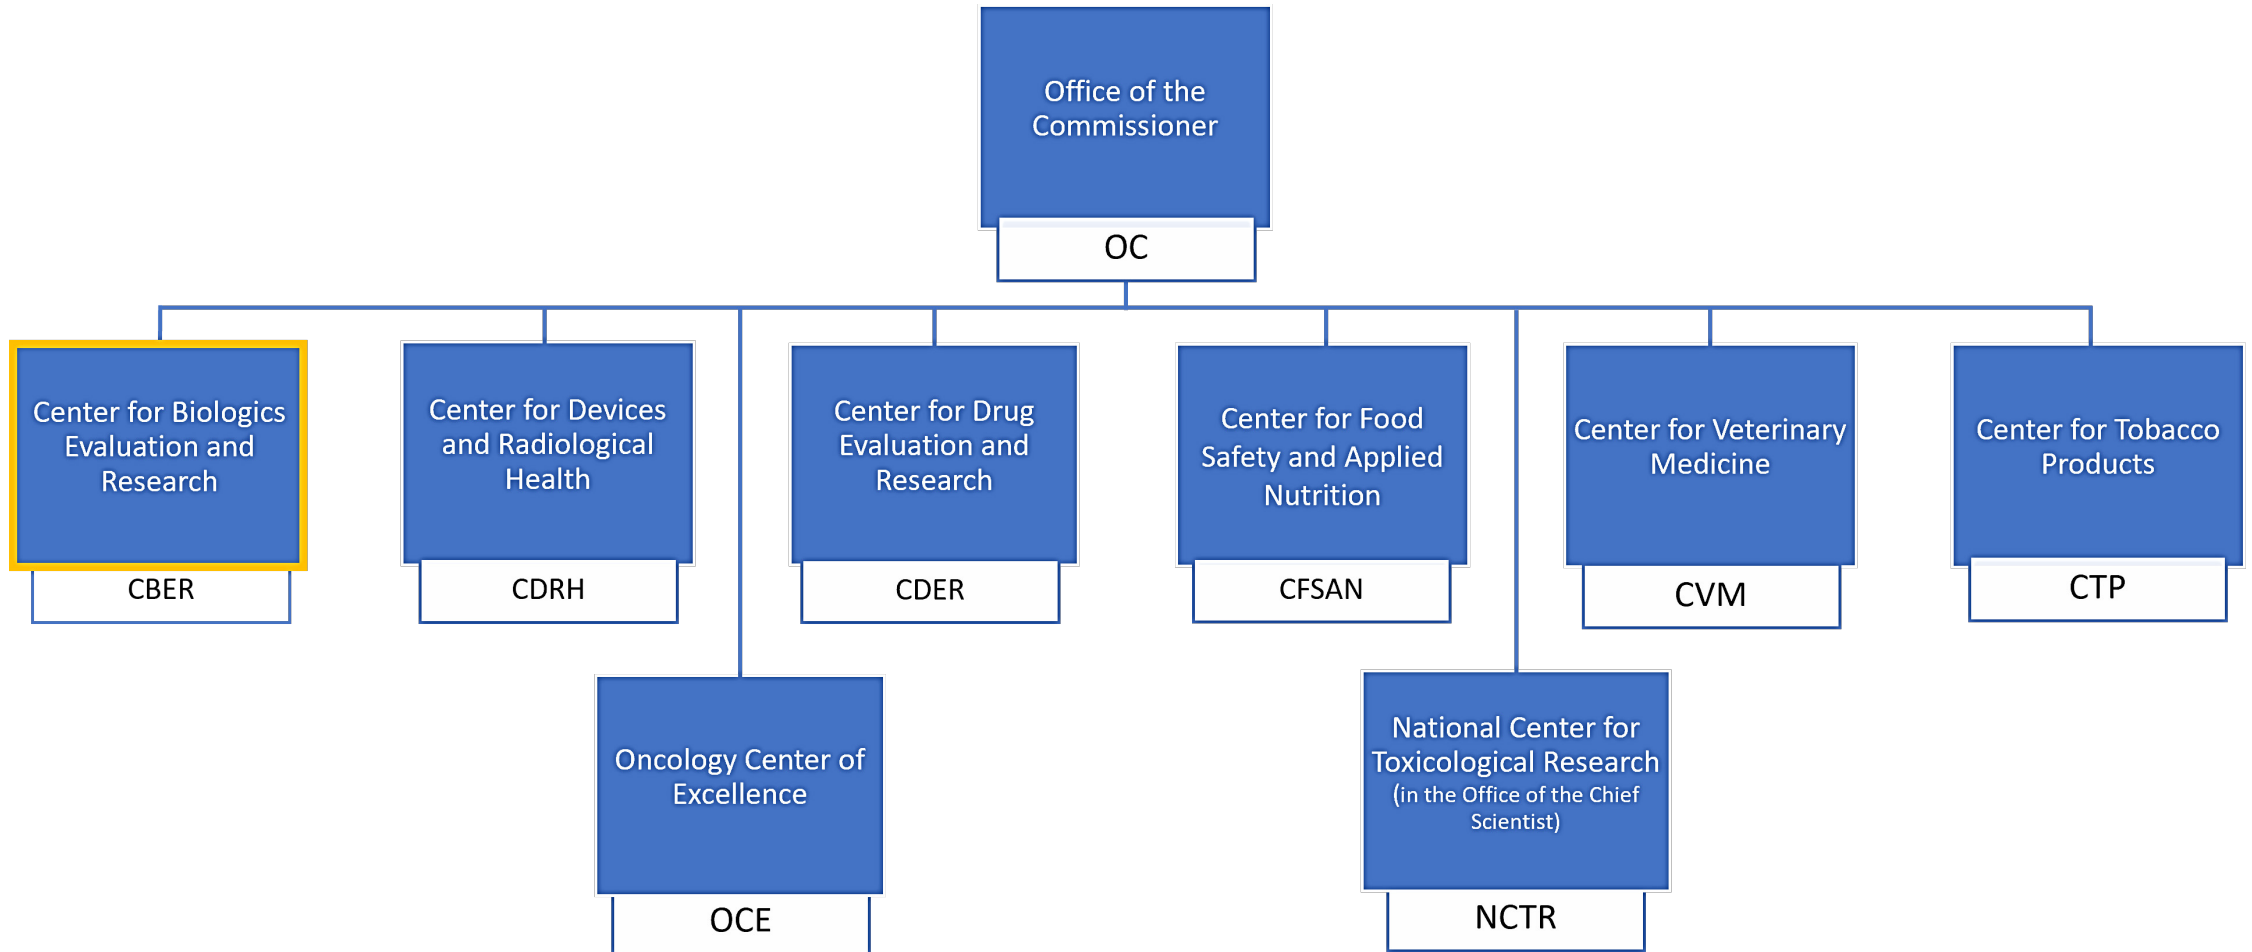 Office of the
Commissioner
OC
Center for Biologics
Evaluation and
Research
CBER
Center for Devices
and Radiological
Health
CDRH
Center for Drug
Evaluation and
Research
CDER
Center for Food
Safety and Applied
Nutrition
CFSAN
Center for Veterinary
Medicine
CVM
Center for Tobacco
Products
CTP
Oncology Center of
Excellence
OCE
National Center for
Toxicological Research
(in the Office of the Chief
Scientist)
NCTR